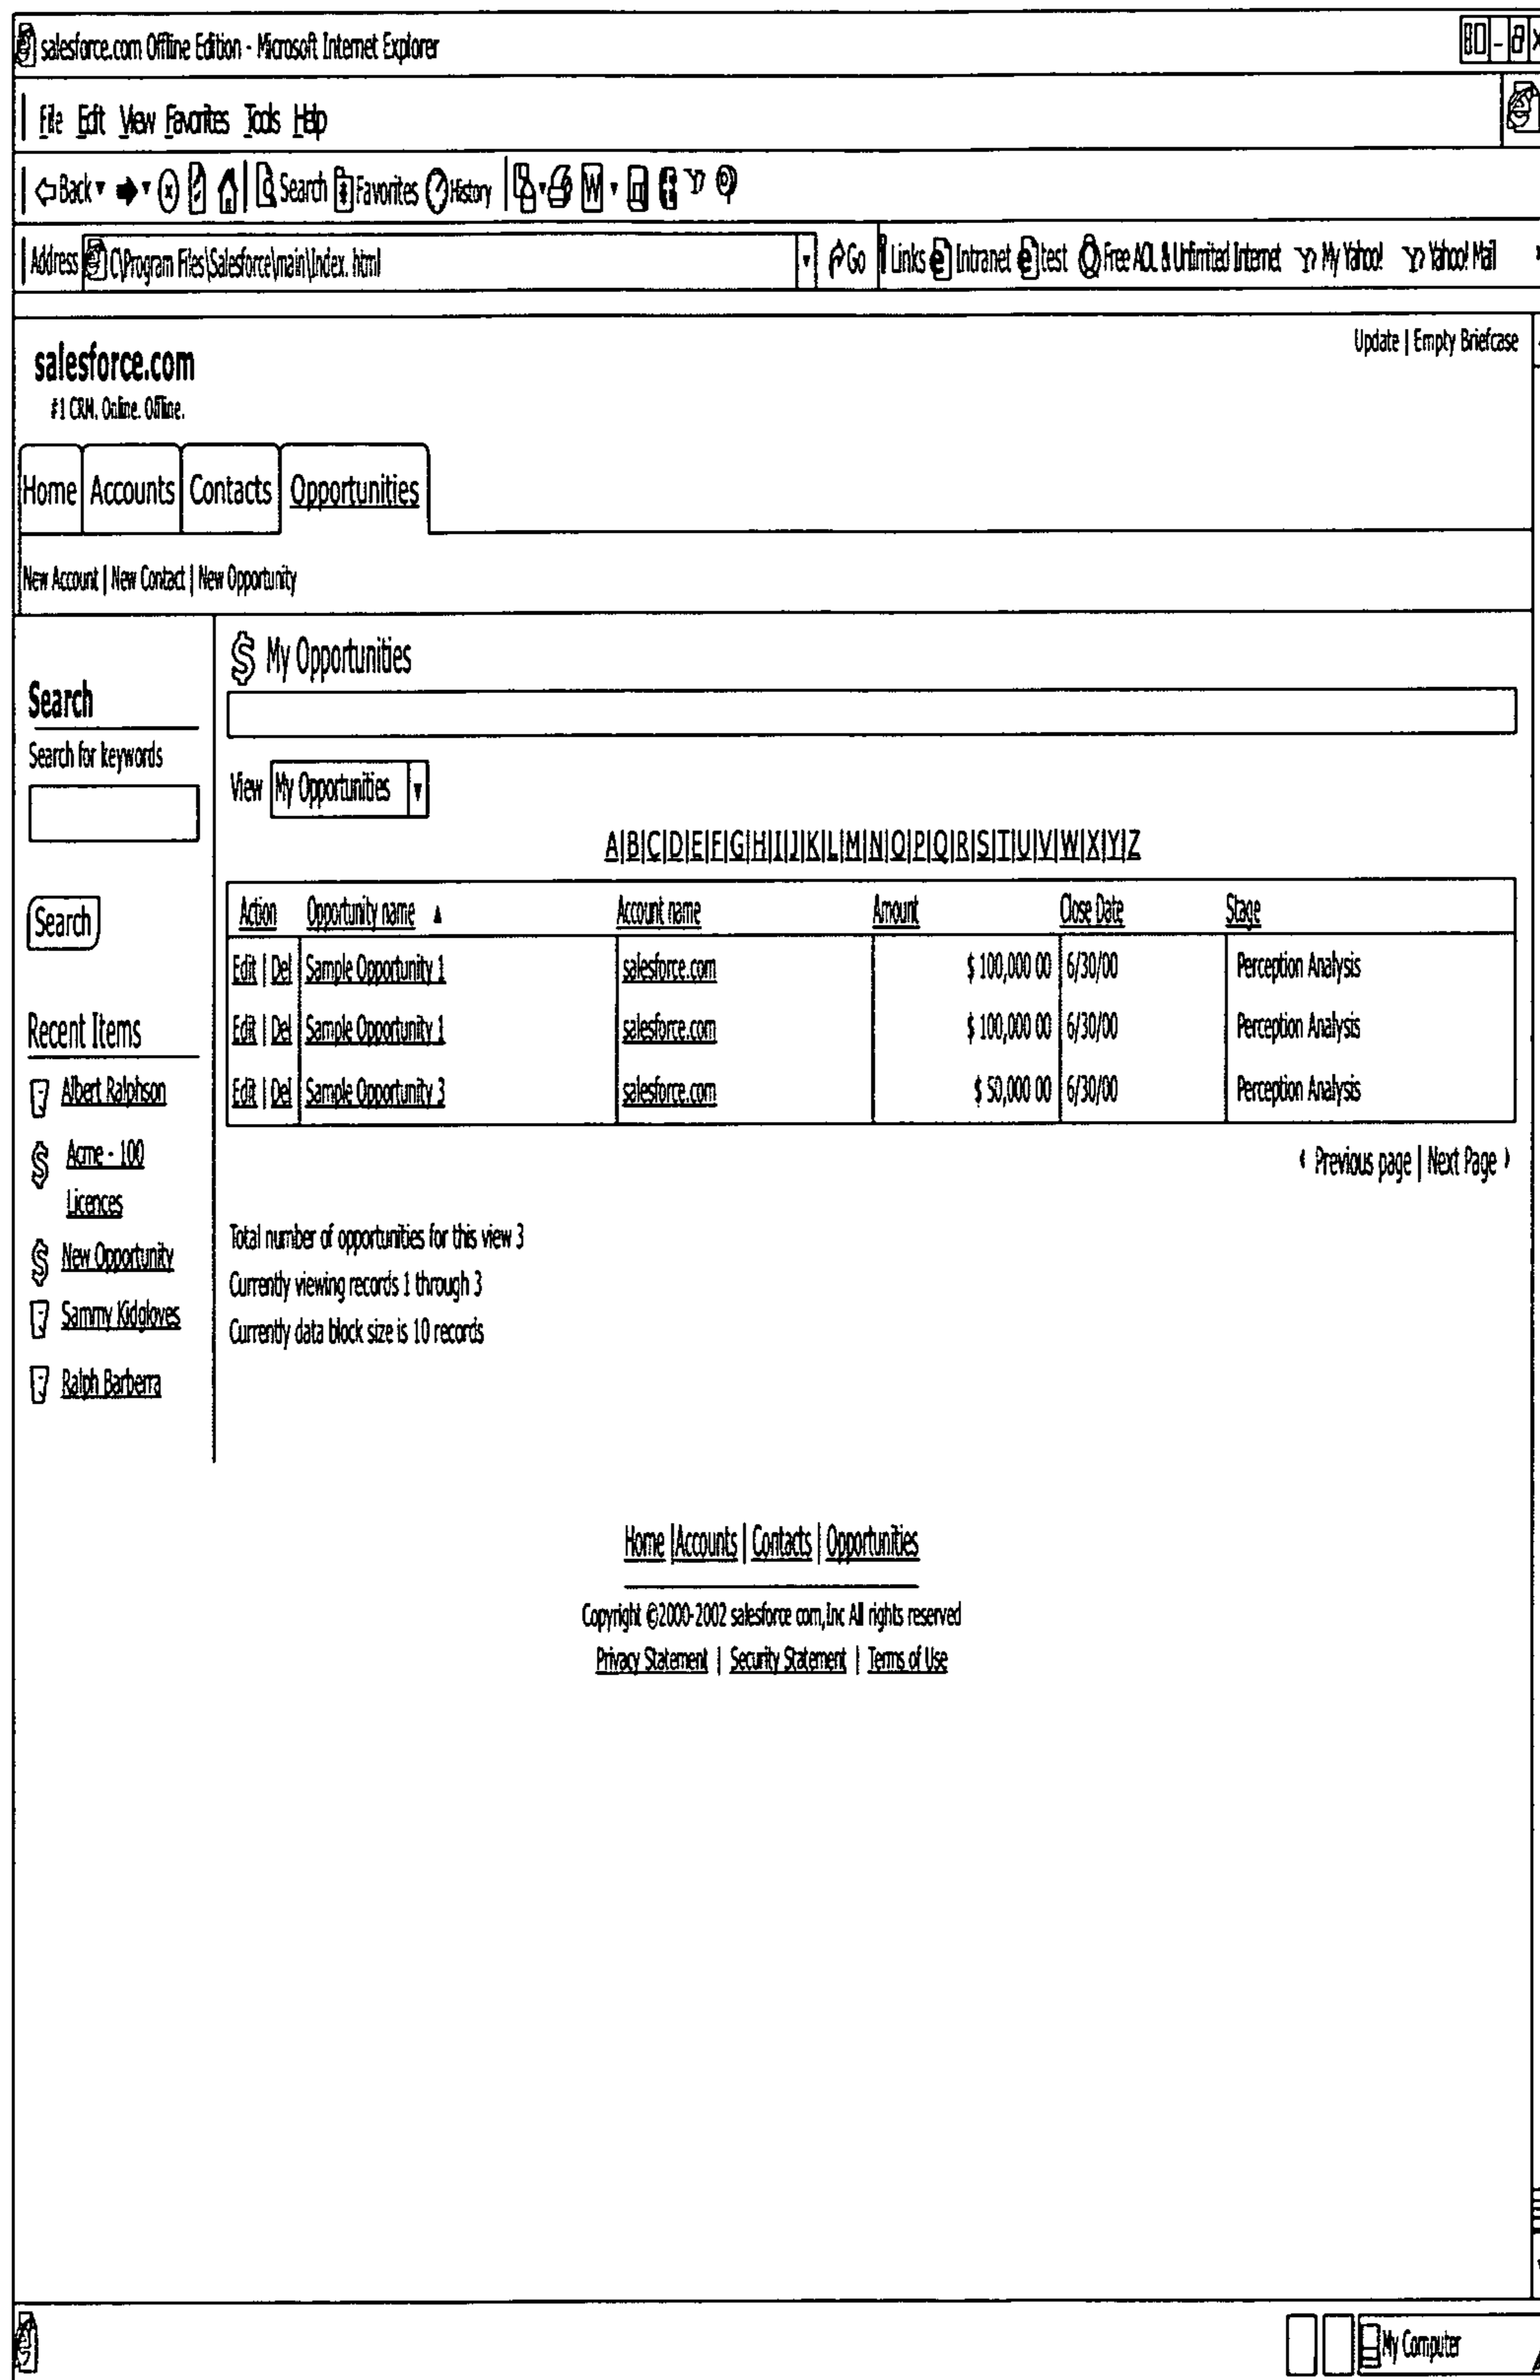 salesforce.com Offline Edition - Microsoft Internet Explorer
File Edit View Favorites Tools Help
Back Search Favorites History W
Address C\Program Files\Salesforce\main\Index. html Go Links Intranet test Free AOL & Unlimited Internet My Yahoo! Yahoo! Mail
Update | Empty Briefcase
salesforce.com
#1 CRM. Online. Offline.
Home Accounts Contacts Opportunities
New Account | New Contact | New Opportunity
$ My Opportunities
Search
Search for keywords
View My Opportunities
A|B|C|D|E|F|G|H|I|J|K|L|M|N|O|P|Q|R|S|T|U|V|W|X|Y|Z
Search
Action Opportunity name ▲ Account name Amount Close Date Stage
Edit | Del Sample Opportunity 1 salesforce.com $ 100,000 00 6/30/00 Perception Analysis
Edit | Del Sample Opportunity 1 salesforce.com $ 100,000 00 6/30/00 Perception Analysis
Edit | Del Sample Opportunity 3 salesforce.com $ 50,000 00 6/30/00 Perception Analysis
Previous page | Next Page
Recent Items
Albert Ralphson
$ Acme - 100
Licences
$ New Opportunity
Sammy Kidgloves
Ralph Barberra
Total number of opportunities for this view 3
Currently viewing records 1 through 3
Currently data block size is 10 records
Home |Accounts | Contacts | Opportunities
Copyright ©2000-2002 salesforce com,Inc All rights reserved
Privacy Statement | Security Statement | Terms of Use
My Computer